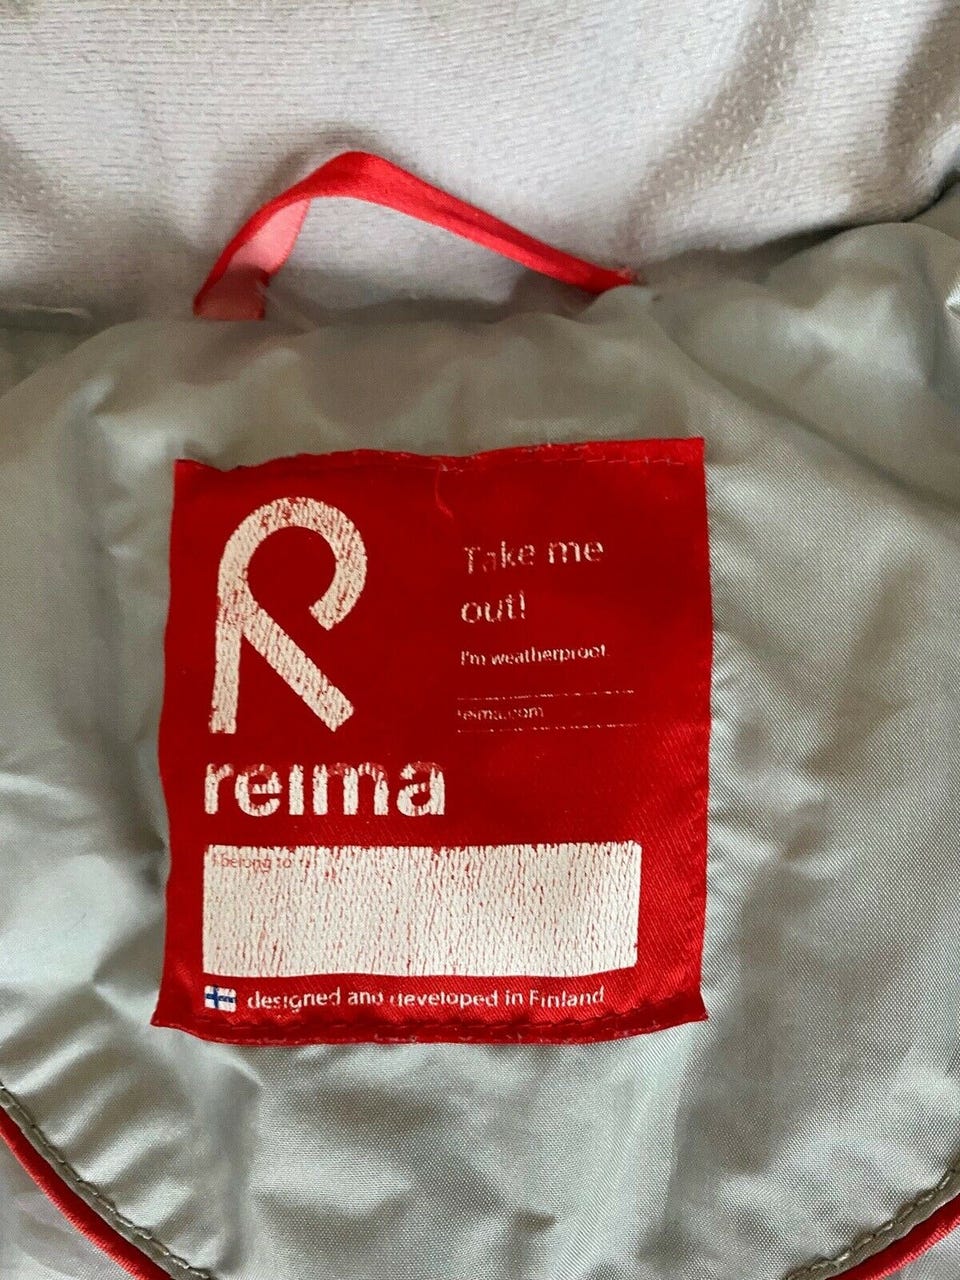 Take me
out!
I'm weatherproof.
reima.com
reima
I belong to
designed and developed in Finland